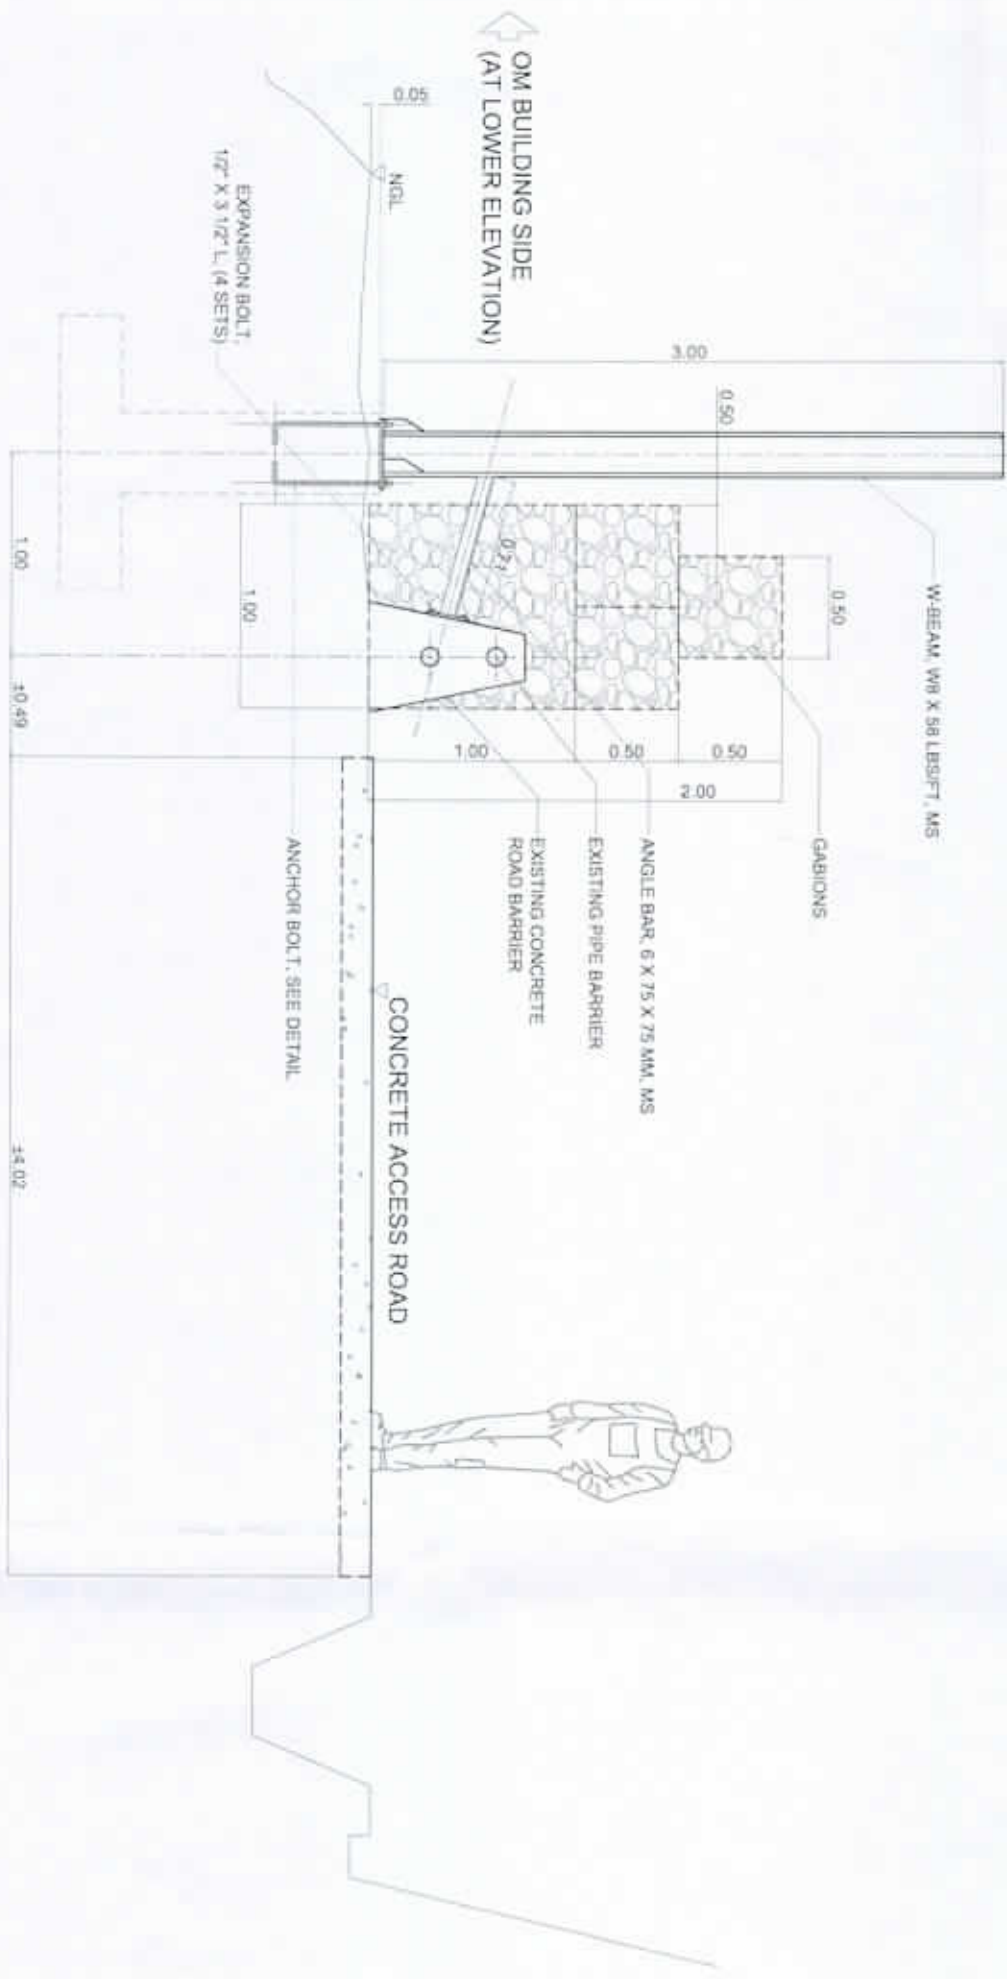 OM BUILDING SIDE
(AT LOWER ELEVATION)
0.05
NGL
EXPANSION BOLT,
1/2" X 3 1/2" L. (4 SETS)
3.00
0.50
0.50
W-BEAM, W8 X 58 LBS/FT, MS
GABIONS
ANGLE BAR, 6 X 75 X 75 MM, MS
EXISTING PIPE BARRIER
EXISTING CONCRETE
ROAD BARRIER
0.50
0.50
1.00
2.00
1.00
CONCRETE ACCESS ROAD
ANCHOR BOLT, SEE DETAIL
1.00
±0.49
±4.02